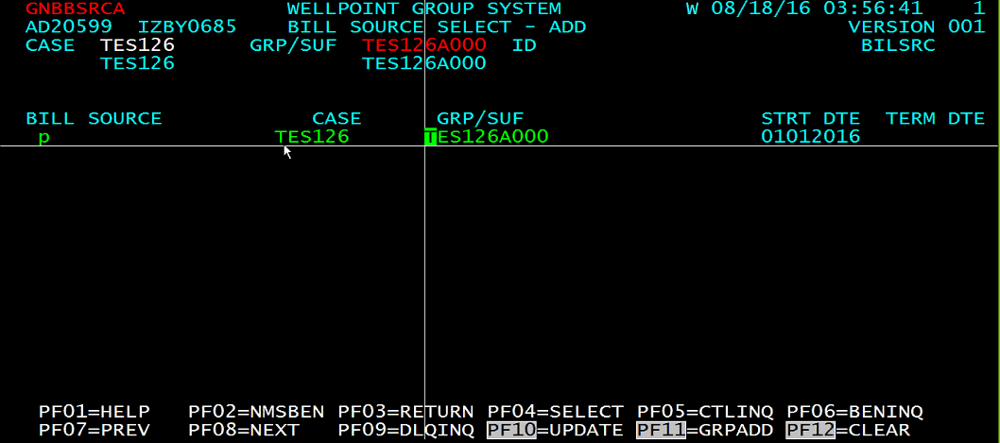 GNBBSRCA WELLPOINT GROUP SYSTEM W 08/18/16 03:56:41 1
AD20599 IZBY0685 BILL SOURCE SELECT - ADD VERSION 001
CASE TES126 GRP/SUF TES126A000 ID BILSRC
TES126 TES126A000
BILL SOURCE CASE GRP/SUF STRT DTE TERM DTE
p TES126 TES126A000 01012016
PF01=HELP PF02=NMSBEN PF03=RETURN PF04=SELECT PF05=CTLINQ PF06=BENINQ
PF07=PREV PF08=NEXT PF09=DLQINQ PF10=UPDATE PF11=GRPADD PF12=CLEAR